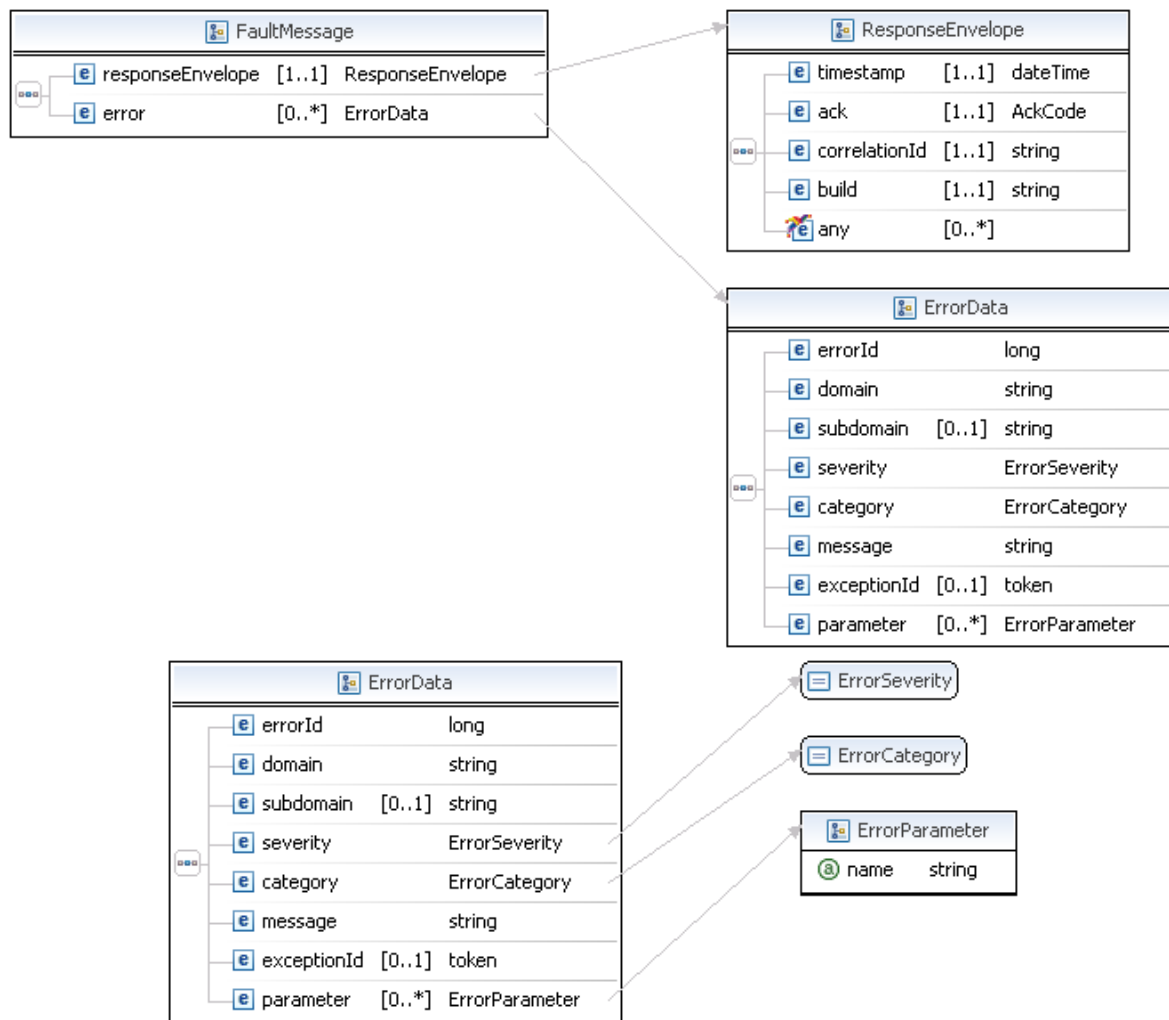 FaultMessage
responseEnvelope [1..1] ResponseEnvelope
error [0..*] ErrorData
ResponseEnvelope
timestamp [1..1] dateTime
ack [1..1] AckCode
correlationId [1..1] string
build [1..1] string
any [0..*]
ErrorData
errorId long
domain string
subdomain [0..1] string
severity ErrorSeverity
category ErrorCategory
message string
exceptionId [0..1] token
parameter [0..*] ErrorParameter
ErrorData
errorId long
domain string
subdomain [0..1] string
severity ErrorSeverity
category ErrorCategory
message string
exceptionId [0..1] token
parameter [0..*] ErrorParameter
ErrorSeverity
ErrorCategory
ErrorParameter
name string